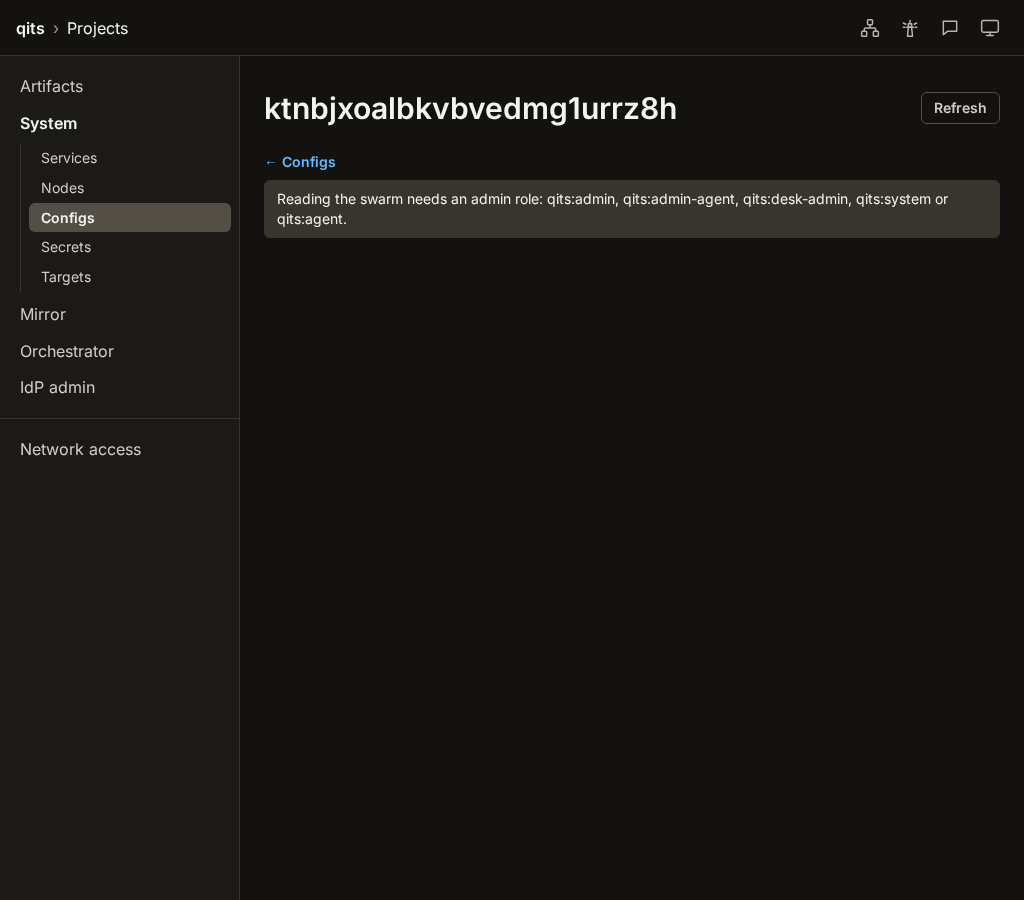 qits › Projects
Artifacts
System
Services
Nodes
Configs
Secrets
Targets
Mirror
Orchestrator
IdP admin
Network access
ktnbjxoalbkvbvedmg1urrz8h
Refresh
← Configs
Reading the swarm needs an admin role: qits:admin, qits:admin-agent, qits:desk-admin, qits:system or
qits:agent.